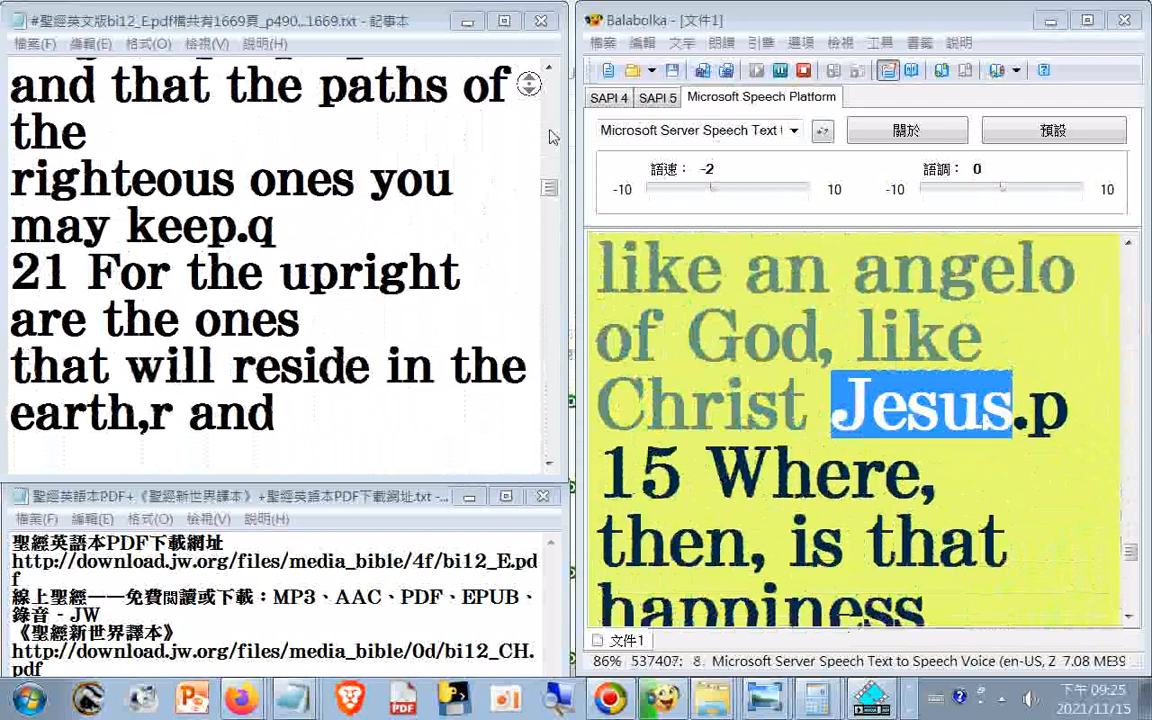 #聖經英文版bi12_E.pdf檔共有1669頁_p490,..1669.txt - 記事本
檔案(F) 編輯(E) 格式(O) 檢視(V) 說明(H)
and that the paths of
the
righteous ones you
may keep.q
21 For the upright
are the ones
that will reside in the
earth,r and
聖經英語本PDF+《聖經新世界譯本》+聖經英語本PDF下載網址.txt - ...
檔案(F) 編輯(E) 格式(O) 檢視(V) 說明(H)
聖經英語本PDF下載網址
http://download.jw.org/files/media_bible/4f/bi12_E.pd
f
線上聖經——免費閱讀或下載：MP3、AAC、PDF、EPUB、
錄音 - JW
《聖經新世界譯本》
http://download.jw.org/files/media_bible/0d/bi12_CH.
pdf
Balabolka - [文件1]
檔案 編輯 文字 朗讀 引擎 選項 檢視 工具 書籤 說明
SAPI 4 SAPI 5 Microsoft Speech Platform
Microsoft Server Speech Text 關於 預設
語速： -2 語調： 0
-10 10 -10 10
like an angelo
of God, like
Christ Jesus.p
15 Where,
then, is that
happiness
文件1
86% 537407: 8. Microsoft Server Speech Text to Speech Voice (en-US, Z 7.08 ME
下午 09:25
2021/11/15